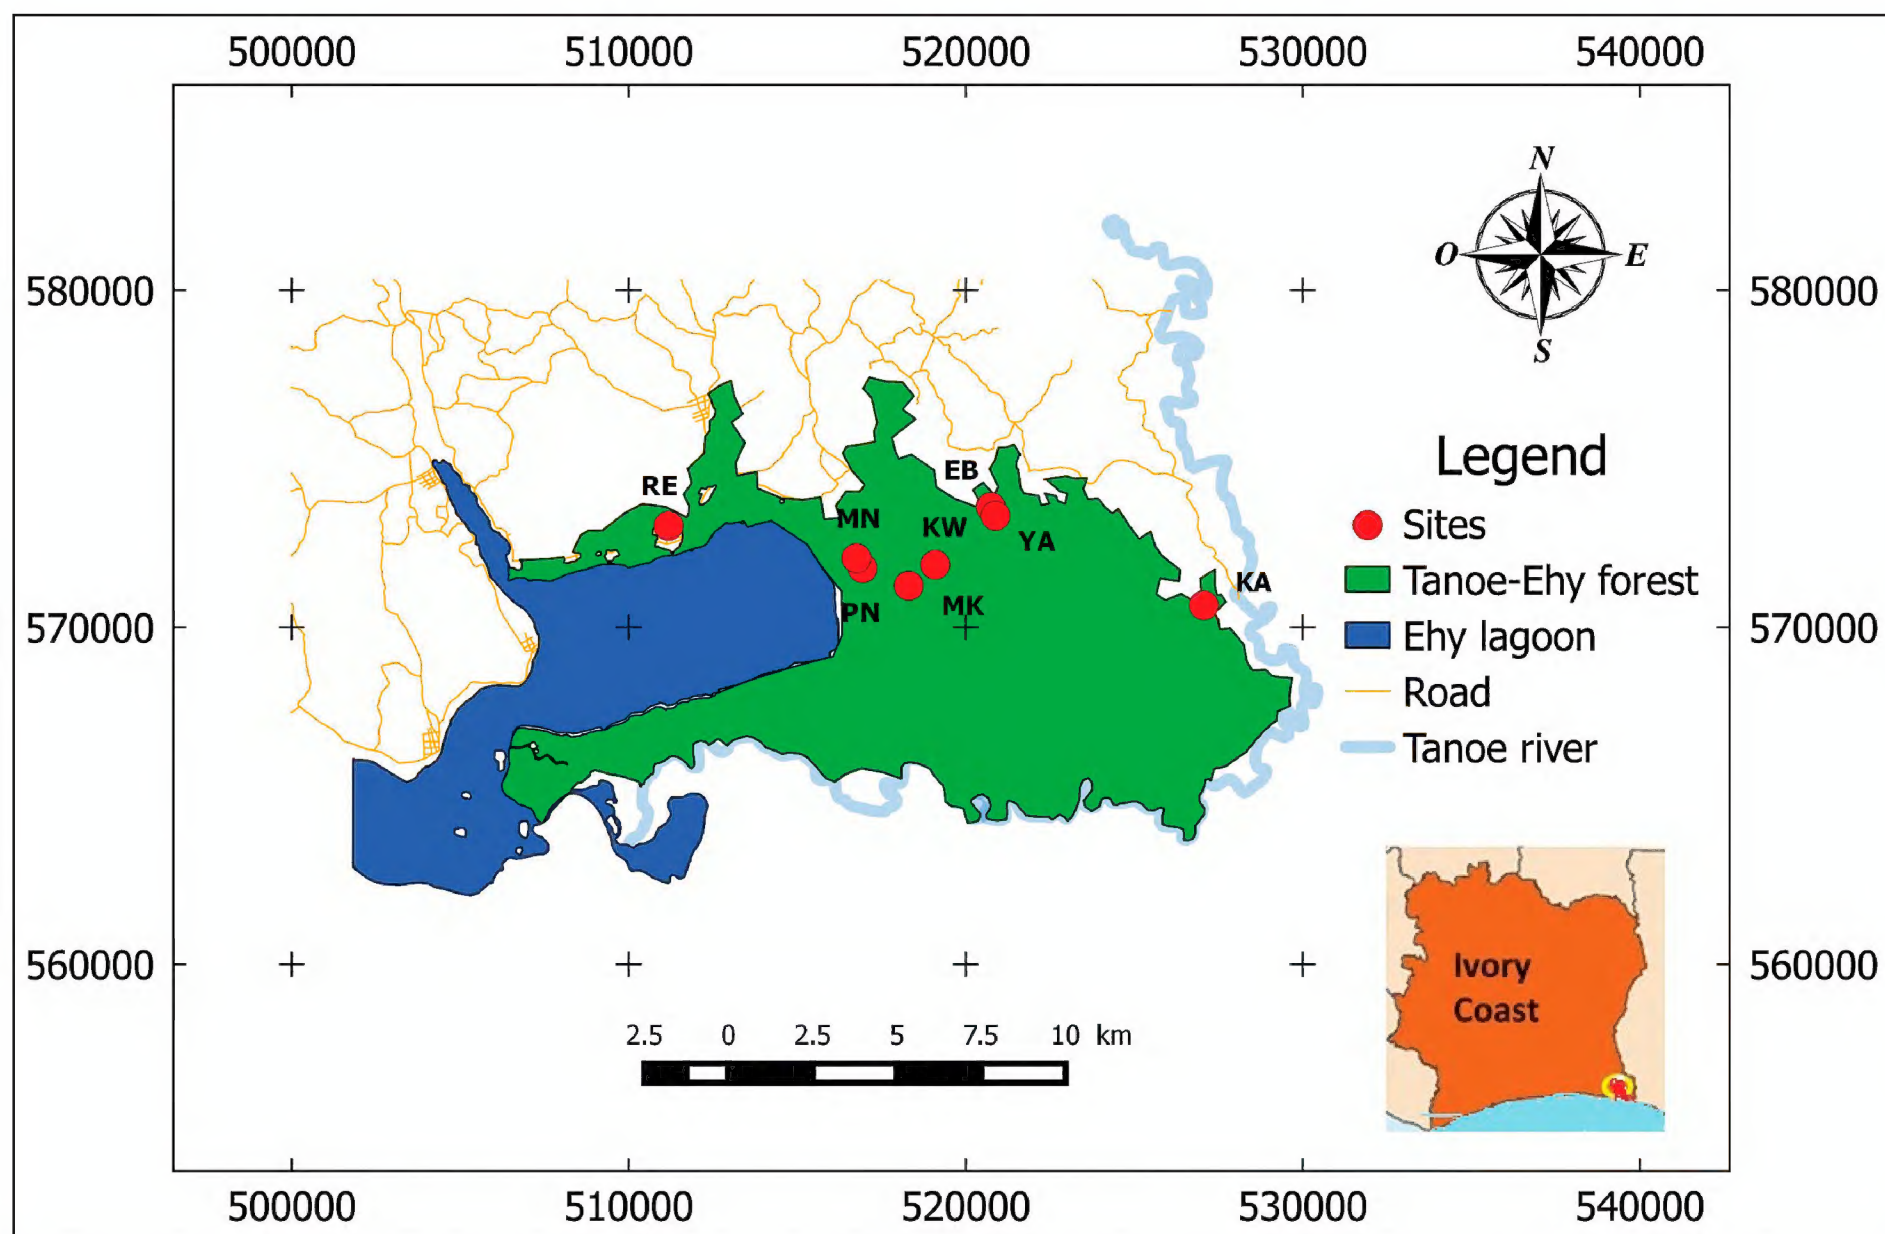 500000 510000 520000 530000 540000
N
O E
S
580000 580000
Legend
Sites
Tanoe-Ehy forest
Ehy lagoon
Road
Tanoe river
RE
EB
MN
KW
YA
KA
PN
MK
570000 570000
560000 560000
Ivory
Coast
2.5 0 2.5 5 7.5 10 km
500000 510000 520000 530000 540000